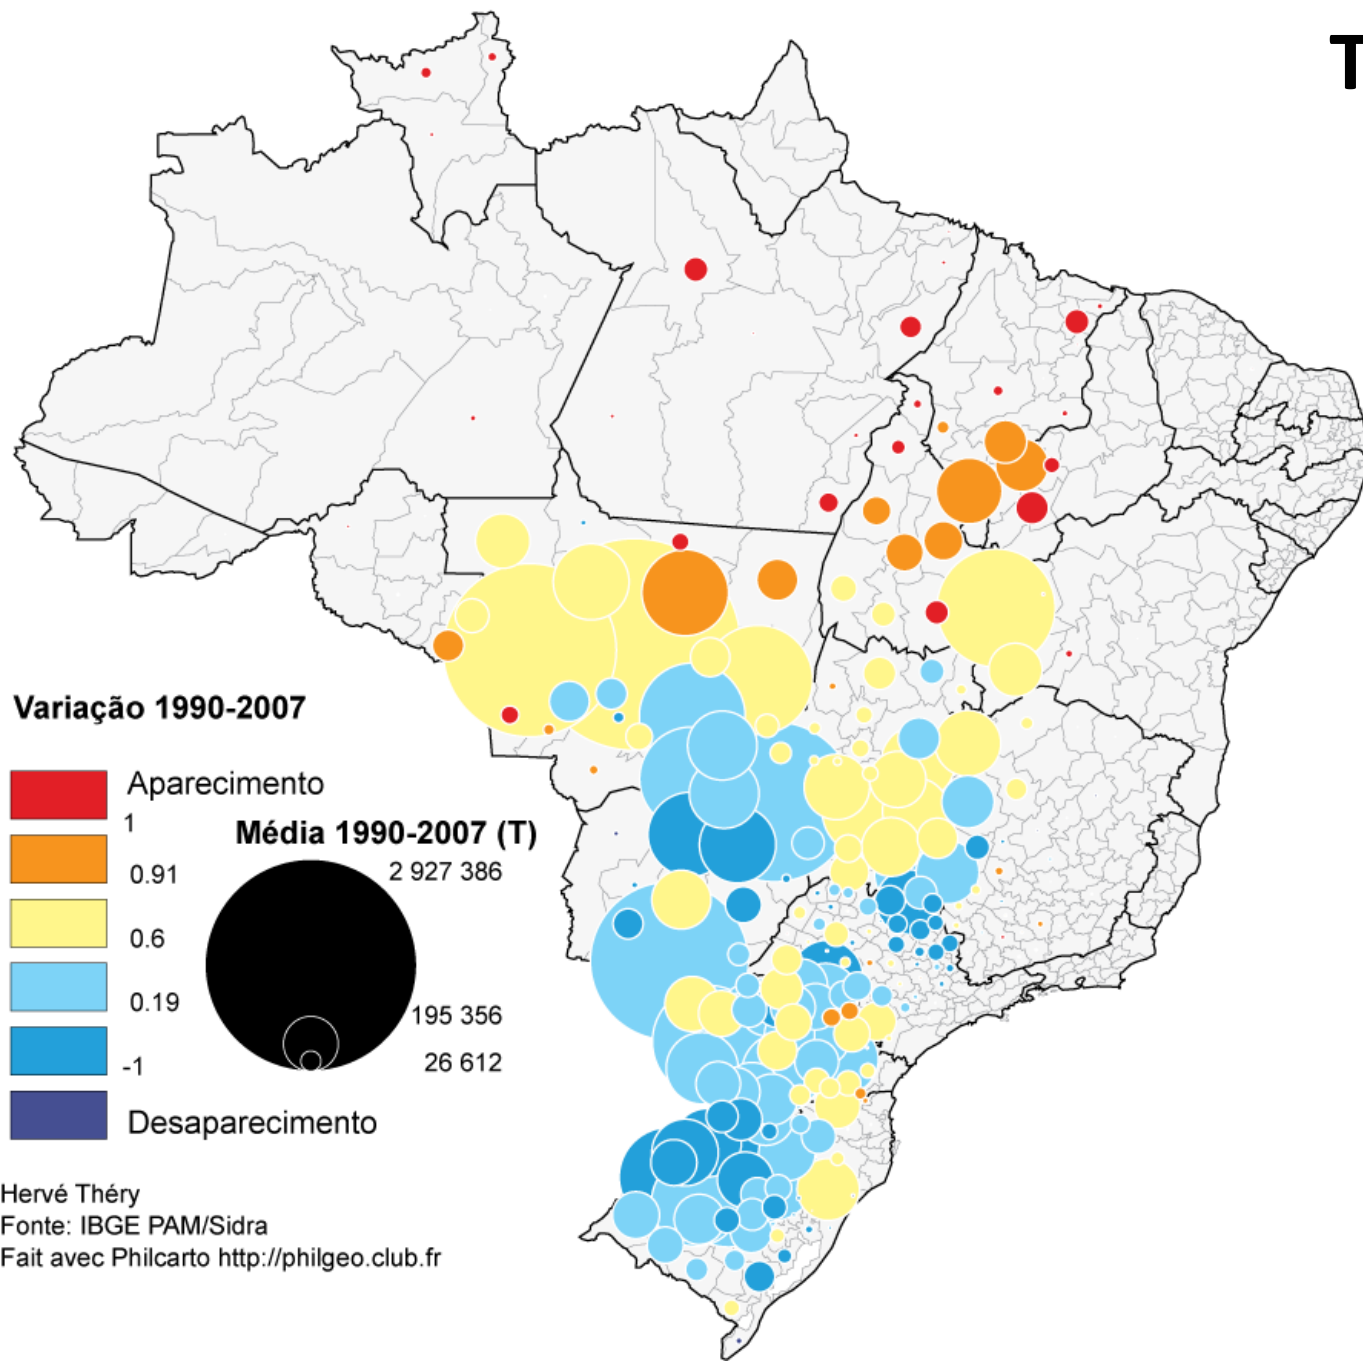 T
Variação 1990-2007
Aparecimento
1
0.91
0.6
0.19
-1
Desaparecimento
Média 1990-2007 (T)
2 927 386
195 356
26 612
Hervé Théry
Fonte: IBGE PAM/Sidra
Fait avec Philcarto http://philgeo.club.fr